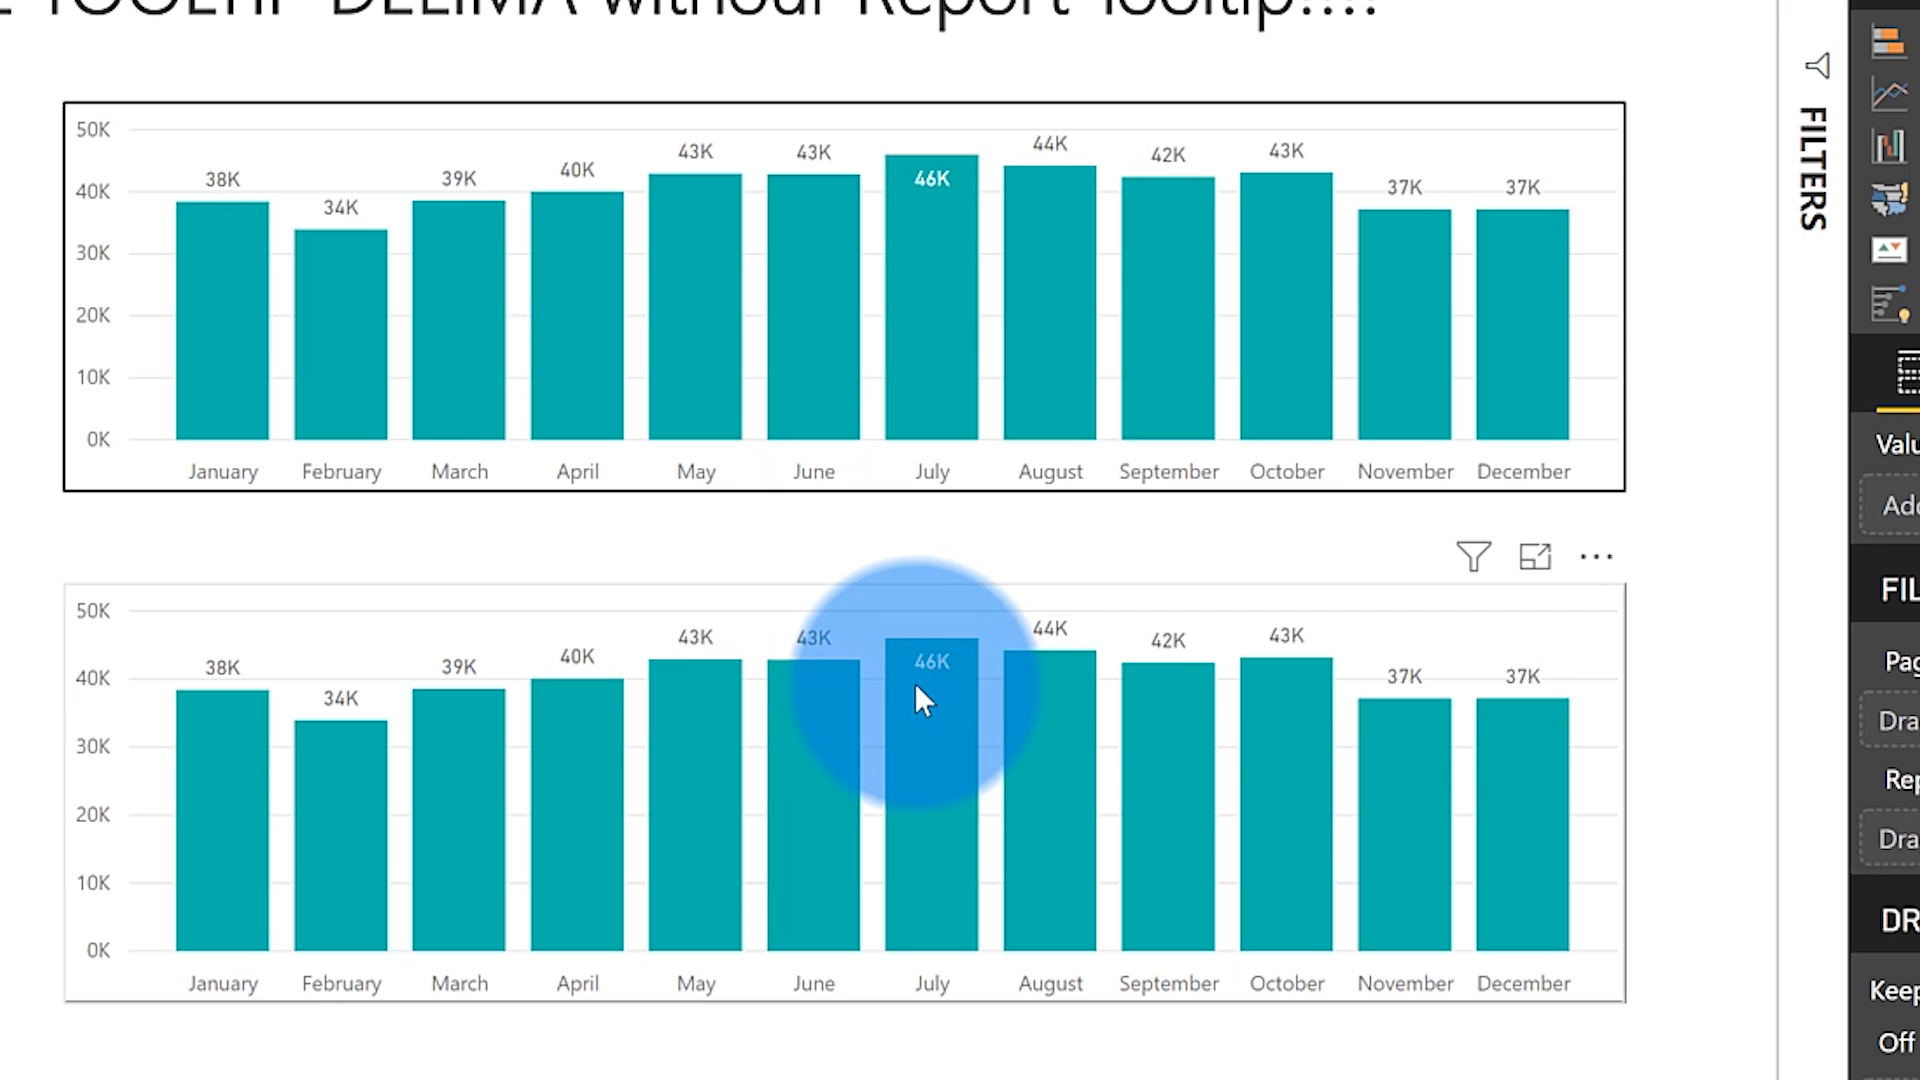 TOOLTIP DELIMA without Report Tooltip!!!!
50K
40K
30K
20K
10K
0K
38K 34K 39K 40K 43K 43K 46K 44K 42K 43K 37K 37K
January February March April May June July August September October November December
50K
40K
30K
20K
10K
0K
38K 34K 39K 40K 43K 43K 46K 44K 42K 43K 37K 37K
January February March April May June July August September October November December
FILTERS
Valu
Add
FIL
Pag
Dra
Rep
Dra
DR
Keep
Off